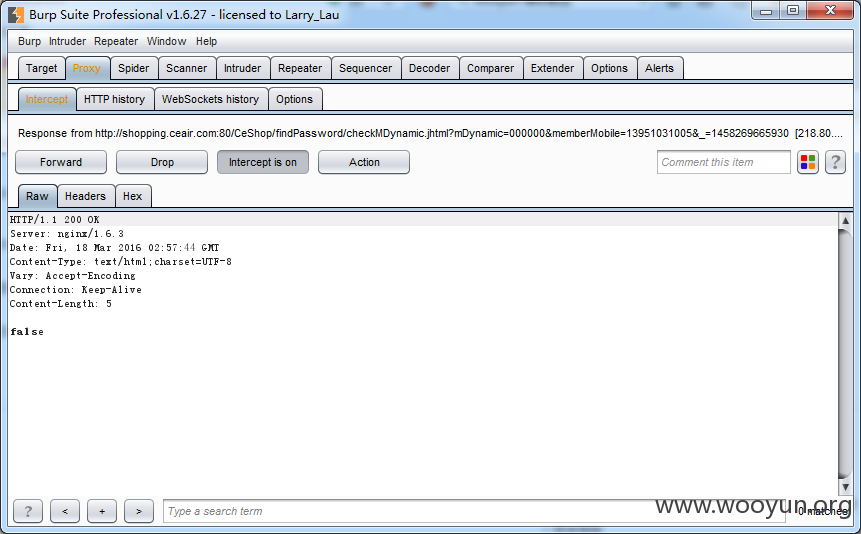 Burp Suite Professional v1.6.27 - licensed to Larry_Lau
Burp Intruder Repeater Window Help
Target Proxy Spider Scanner Intruder Repeater Sequencer Decoder Comparer Extender Options Alerts
Intercept HTTP history WebSockets history Options
Response from http://shopping.ceair.com:80/CeShop/findPassword/checkMDynamic.jhtml?mDynamic=000000&memberMobile=13951031005&_=1458269665930 [218.80....
Forward Drop Intercept is on Action Comment this item ?
Raw Headers Hex
HTTP/1.1 200 OK
Server: nginx/1.6.3
Date: Fri, 18 Mar 2016 02:57:44 GMT
Content-Type: text/html;charset=UTF-8
Vary: Accept-Encoding
Connection: Keep-Alive
Content-Length: 5
false
? < + > Type a search term 0 matches
www.wooyun.org